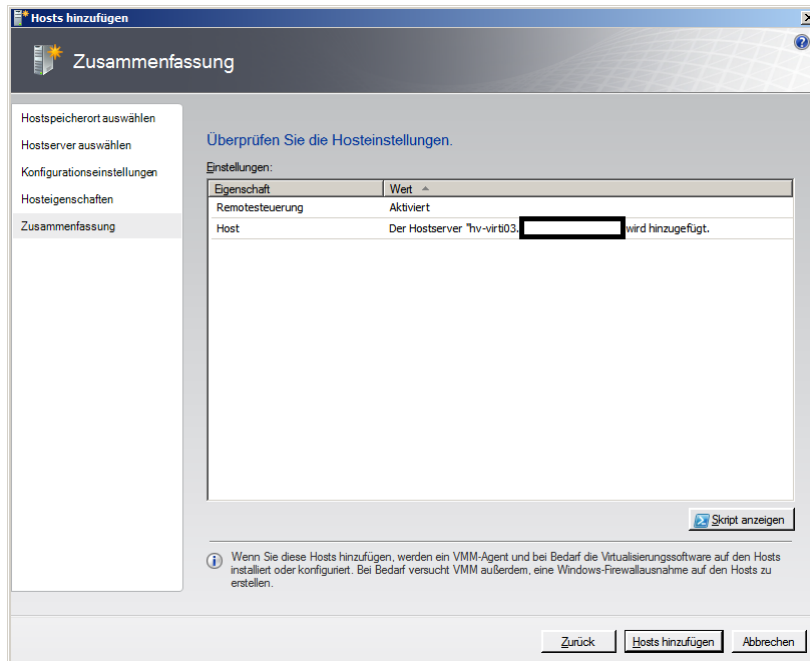 Hosts hinzufügen
Zusammenfassung
Hostspeicherort auswählen
Hostserver auswählen
Konfigurationseinstellungen
Hosteigenschaften
Zusammenfassung
Überprüfen Sie die Hosteinstellungen.
Einstellungen:
Eigenschaft Wert
Remotesteuerung Aktiviert
Host Der Hostserver "hv-virti03. wird hinzugefügt.
Skript anzeigen
Wenn Sie diese Hosts hinzufügen, werden ein VMM-Agent und bei Bedarf die Virtualisierungssoftware auf den Hosts
installiert oder konfiguriert. Bei Bedarf versucht VMM außerdem, eine Windows-Firewallausnahme auf den Hosts zu
erstellen.
Zurück Hosts hinzufügen Abbrechen